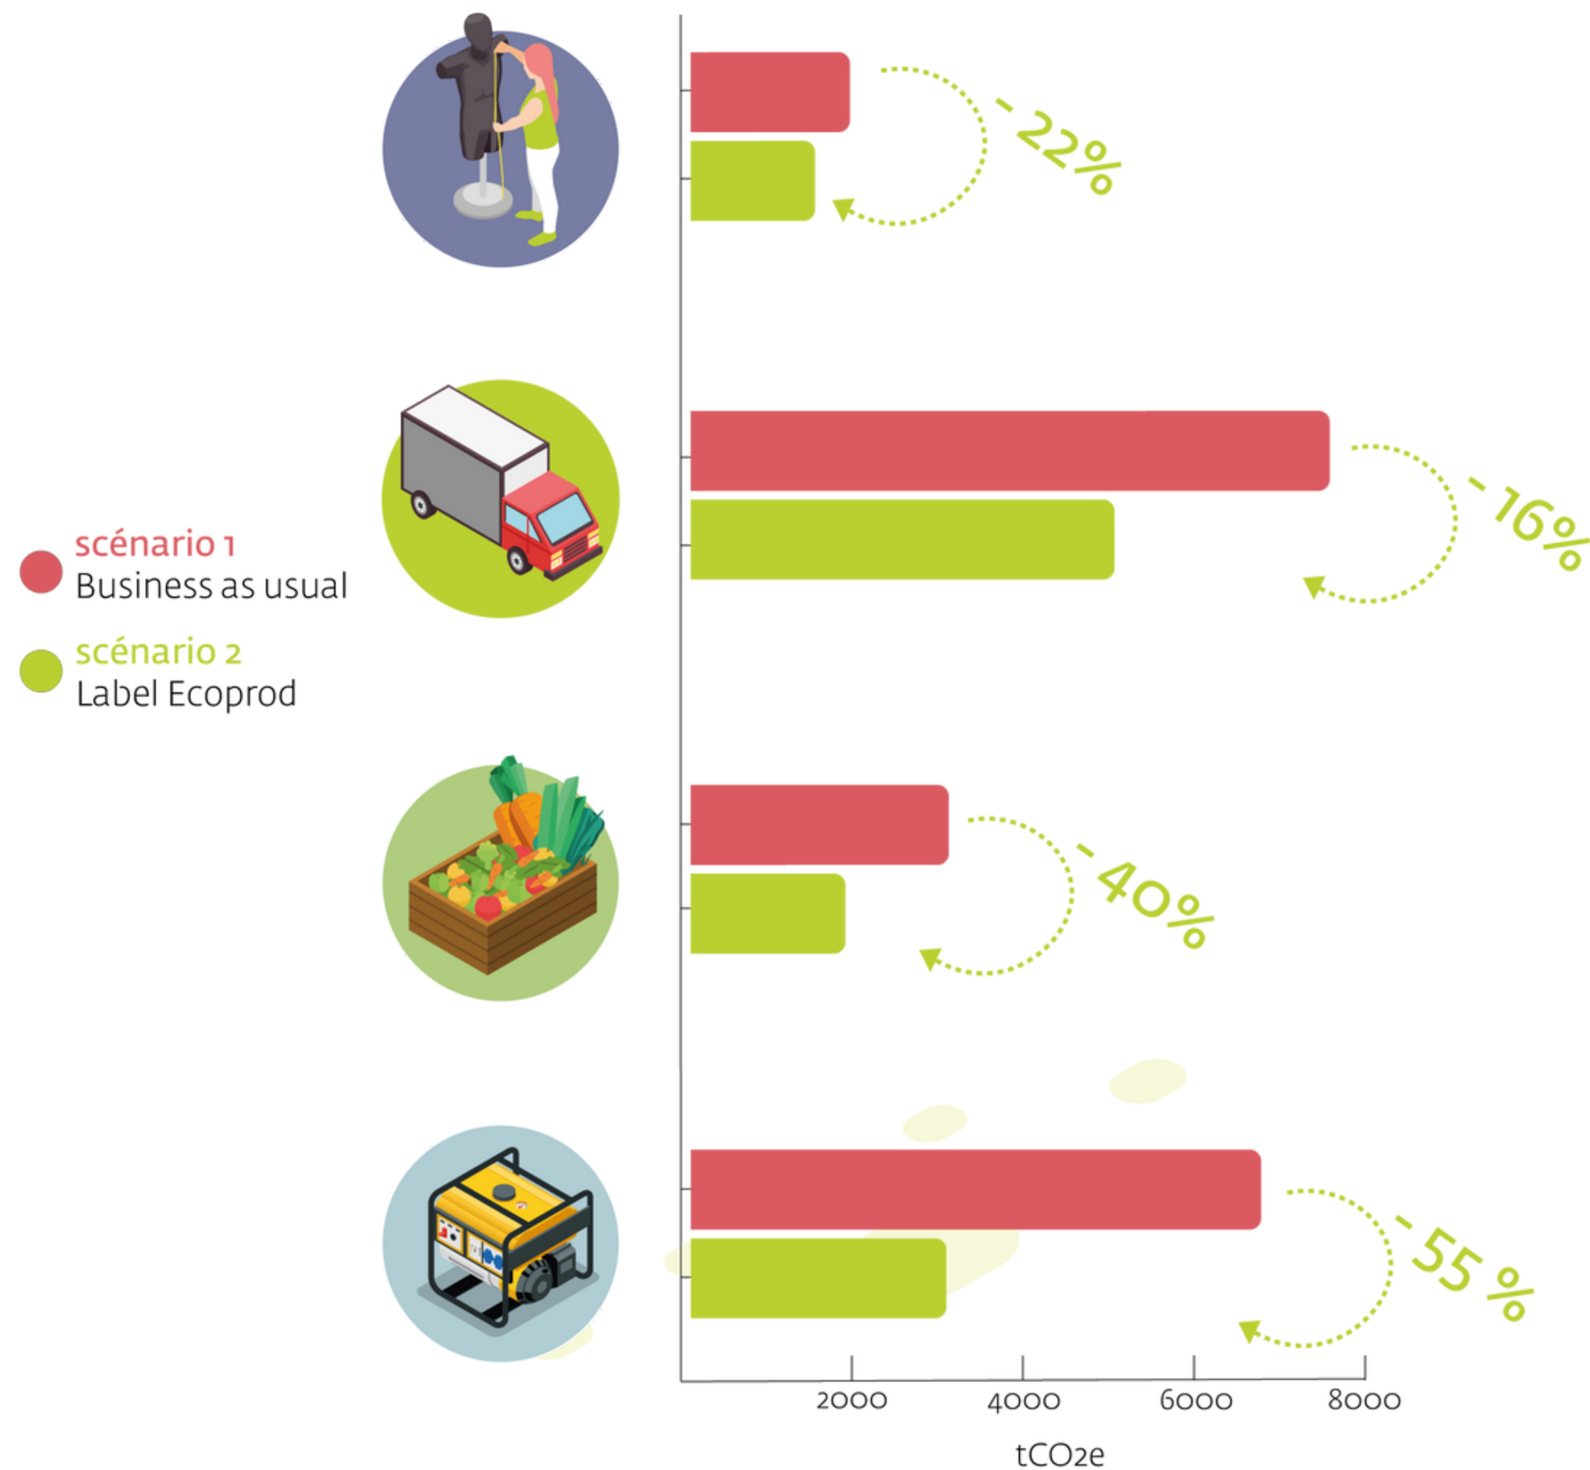 - 22%
- 16%
scénario 1
Business as usual
scénario 2
Label Ecoprod
- 40%
- 55 %
2000 4000 6000 8000
tCO2e